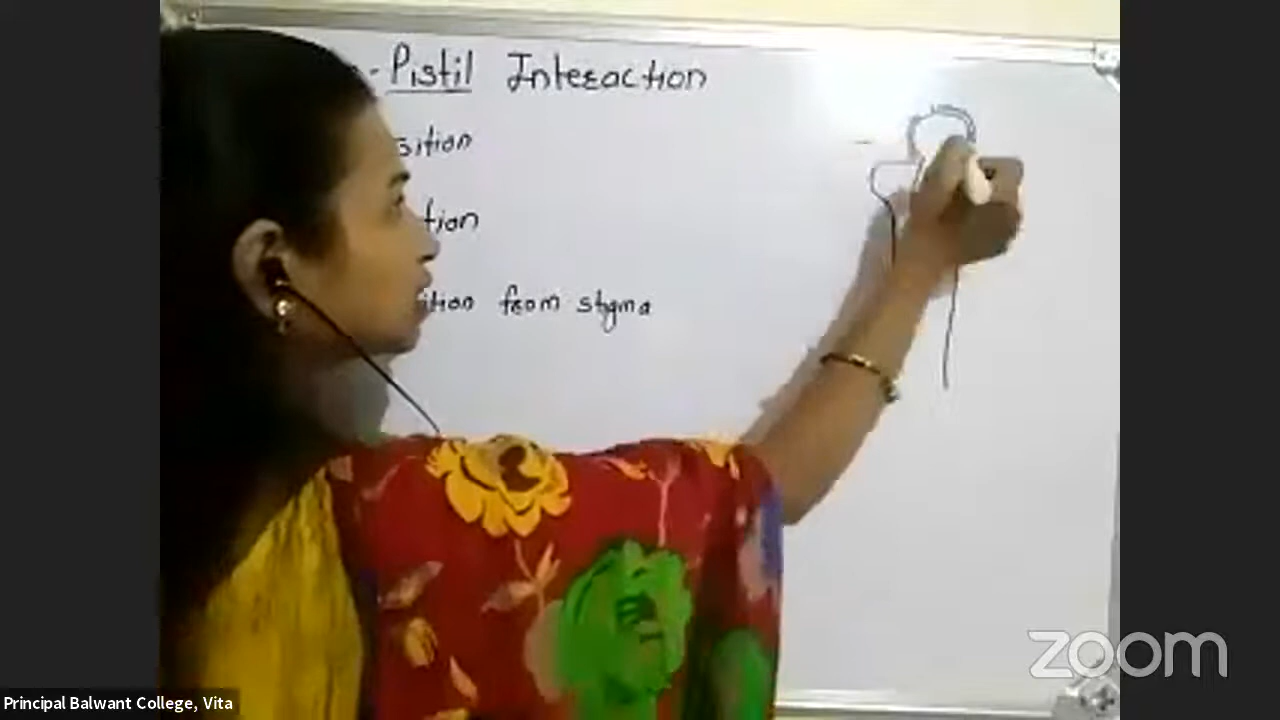 - Pistil Interaction
sition
tion
ition from stigma
zoom
Principal Balwant College, Vita